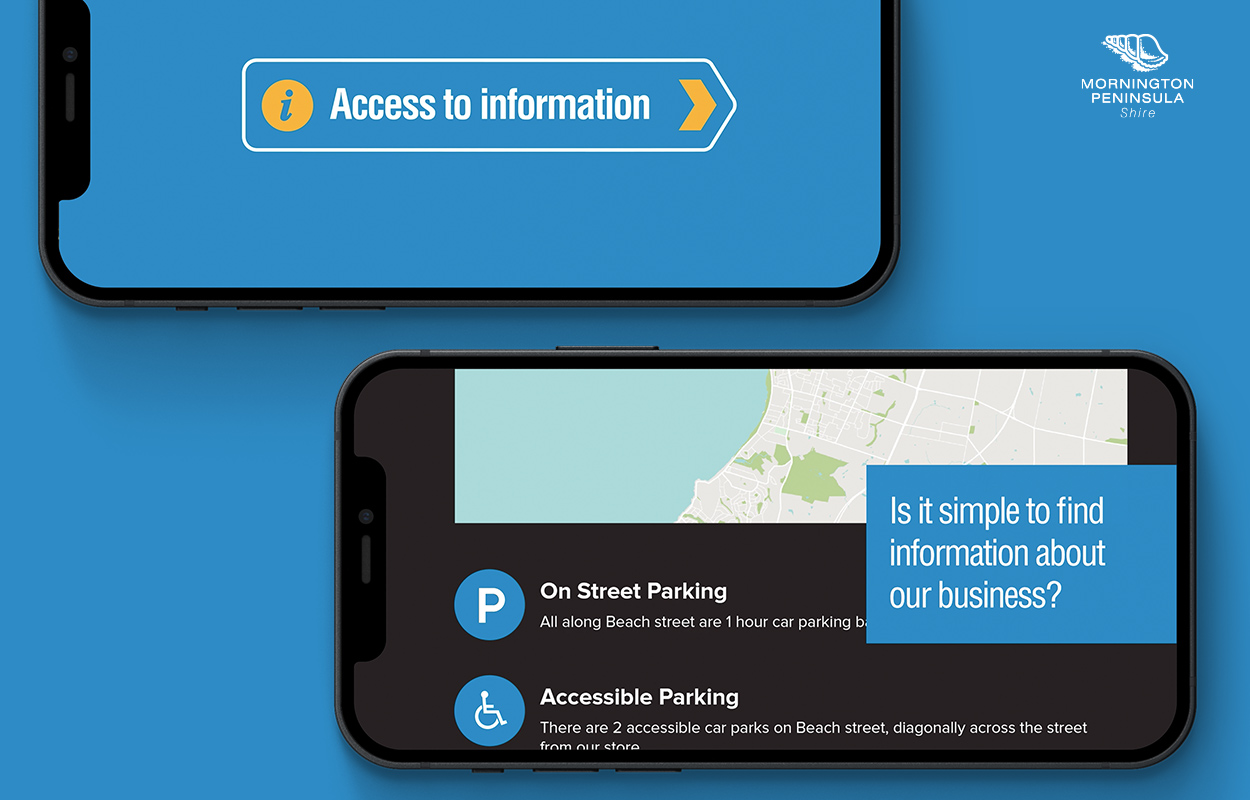 i Access to information
MORNINGTON
PENINSULA
Shire
Is it simple to find
information about
our business?
P
On Street Parking
All along Beach street are 1 hour car parking
Accessible Parking
There are 2 accessible car parks on Beach street, diagonally across the street
from our store